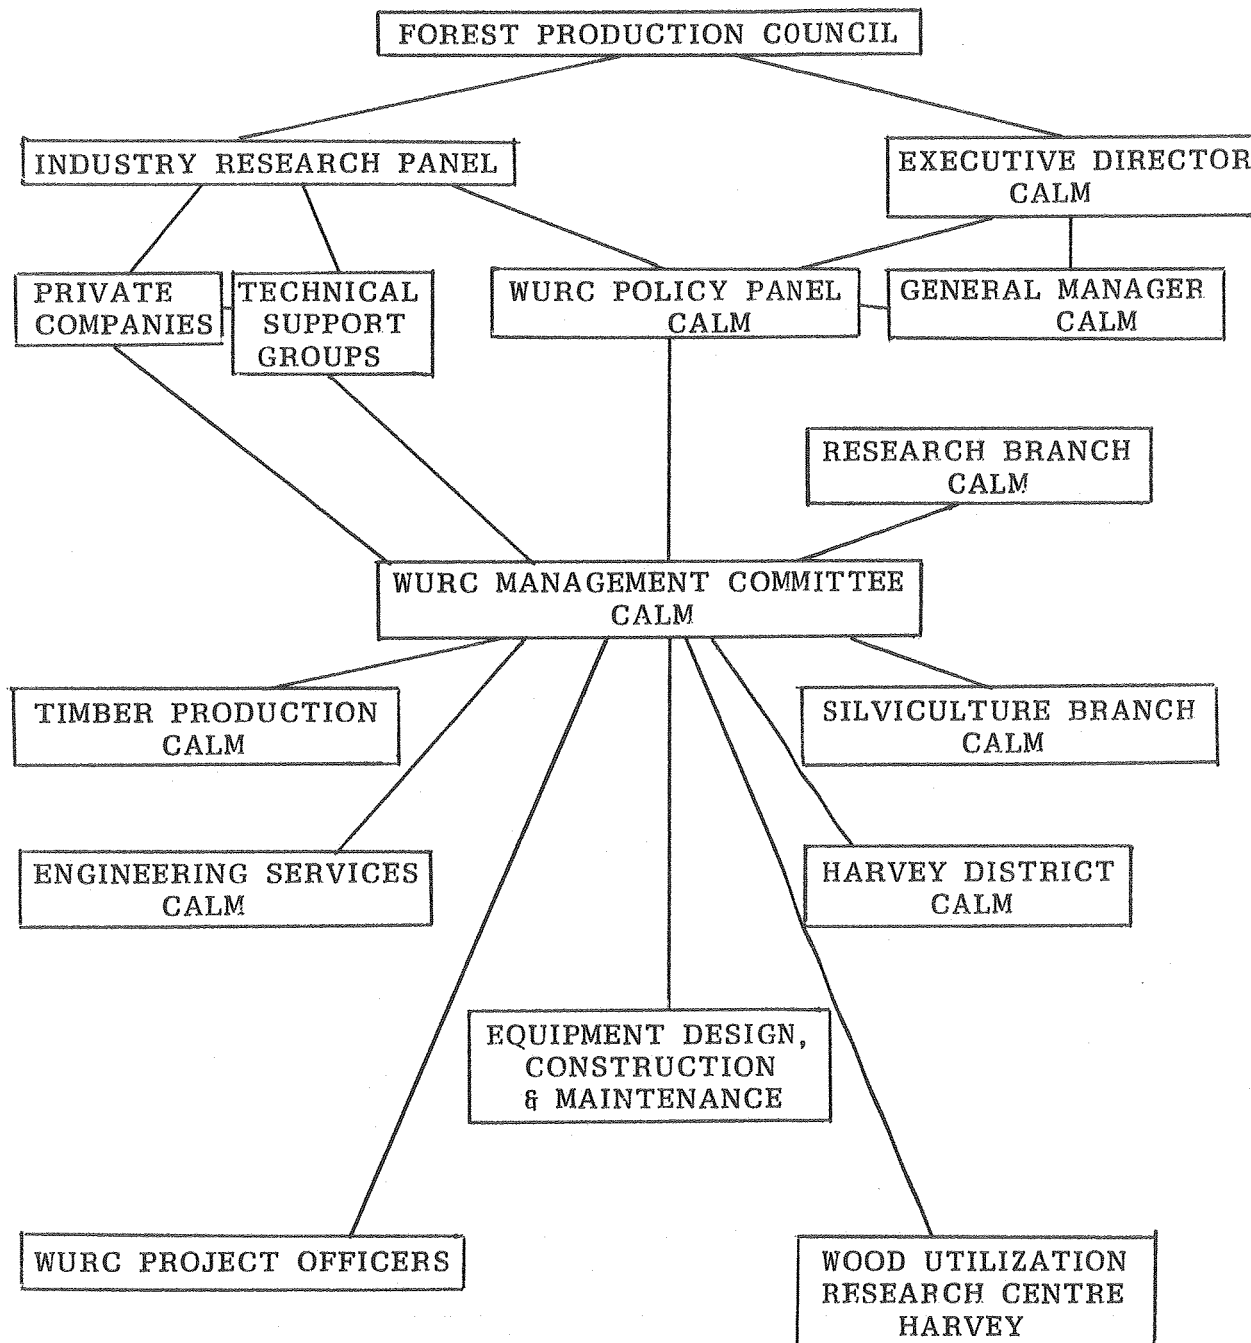 FOREST PRODUCTION COUNCIL
INDUSTRY RESEARCH PANEL
EXECUTIVE DIRECTOR
CALM
PRIVATE
COMPANIES
TECHNICAL
SUPPORT
GROUPS
WURC POLICY PANEL
CALM
GENERAL MANAGER
CALM
RESEARCH BRANCH
CALM
WURC MANAGEMENT COMMITTEE
CALM
TIMBER PRODUCTION
CALM
SILVICULTURE BRANCH
CALM
ENGINEERING SERVICES
CALM
HARVEY DISTRICT
CALM
EQUIPMENT DESIGN,
CONSTRUCTION
& MAINTENANCE
WURC PROJECT OFFICERS
WOOD UTILIZATION
RESEARCH CENTRE
HARVEY